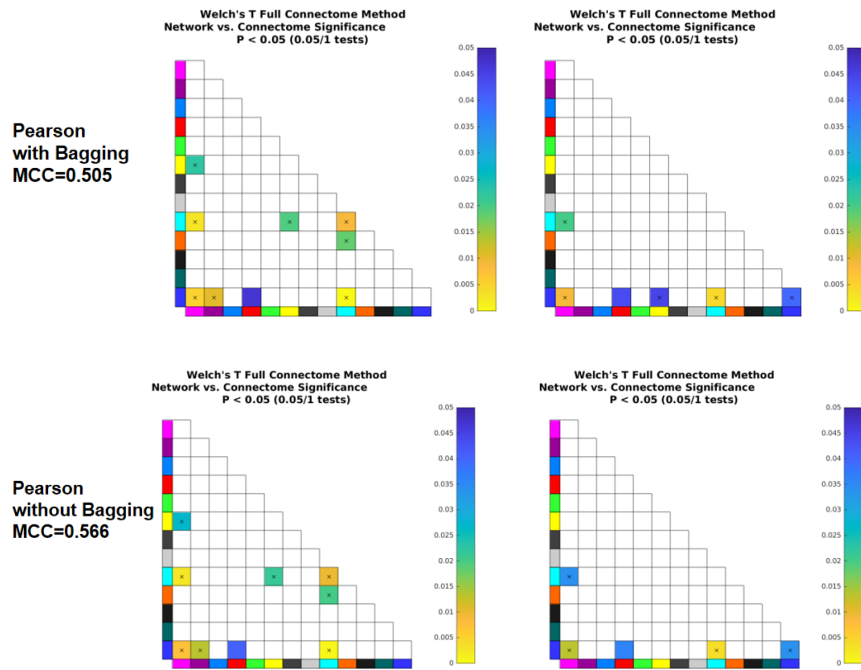 Welch's T Full Connectome Method
Network vs. Connectome Significance
P < 0.05 (0.05/1 tests)
0.05
0.045
0.04
0.035
0.03
0.025
0.02
0.015
0.01
0.005
0
Welch's T Full Connectome Method
Network vs. Connectome Significance
P < 0.05 (0.05/1 tests)
0.05
0.045
0.04
0.035
0.03
0.025
0.02
0.015
0.01
0.005
0
Pearson
with Bagging
MCC=0.505
Welch's T Full Connectome Method
Network vs. Connectome Significance
P < 0.05 (0.05/1 tests)
0.05
0.045
0.04
0.035
0.03
0.025
0.02
0.015
0.01
0.005
0
Welch's T Full Connectome Method
Network vs. Connectome Significance
P < 0.05 (0.05/1 tests)
0.05
0.045
0.04
0.035
0.03
0.025
0.02
0.015
0.01
0.005
0
Pearson
without Bagging
MCC=0.566